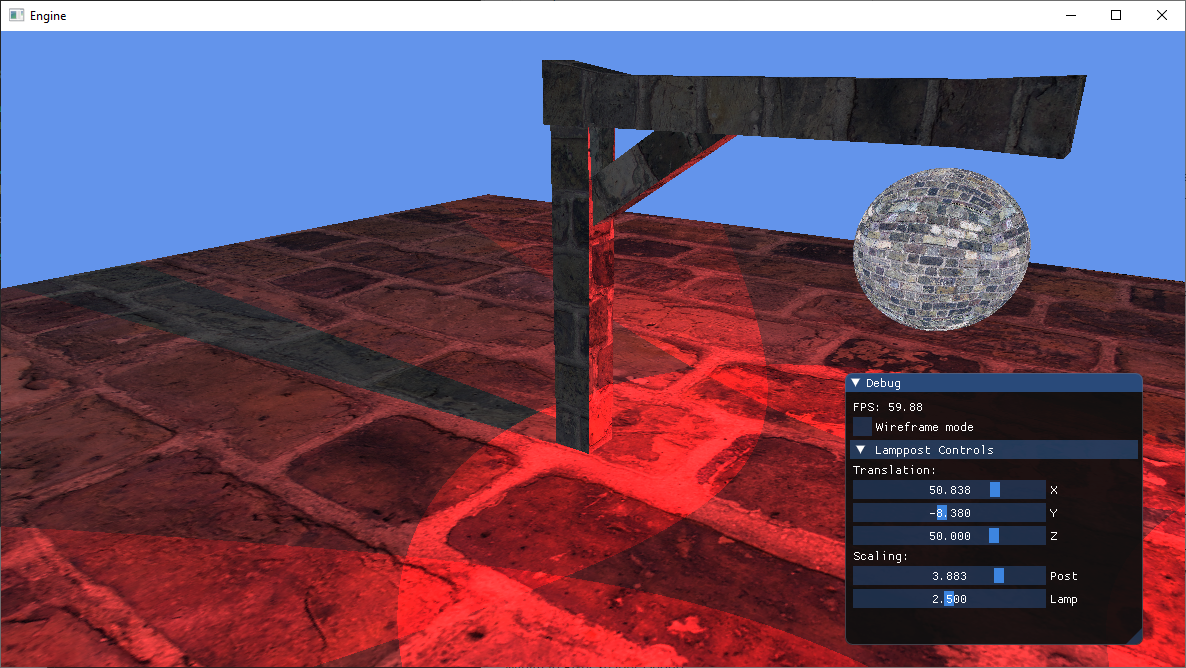 Engine
Debug
FPS: 59.88
Wireframe mode
Lamppost Controls
Translation:
50.838 X
-8.380 Y
50.000 Z
Scaling:
3.883 Post
2.500 Lamp